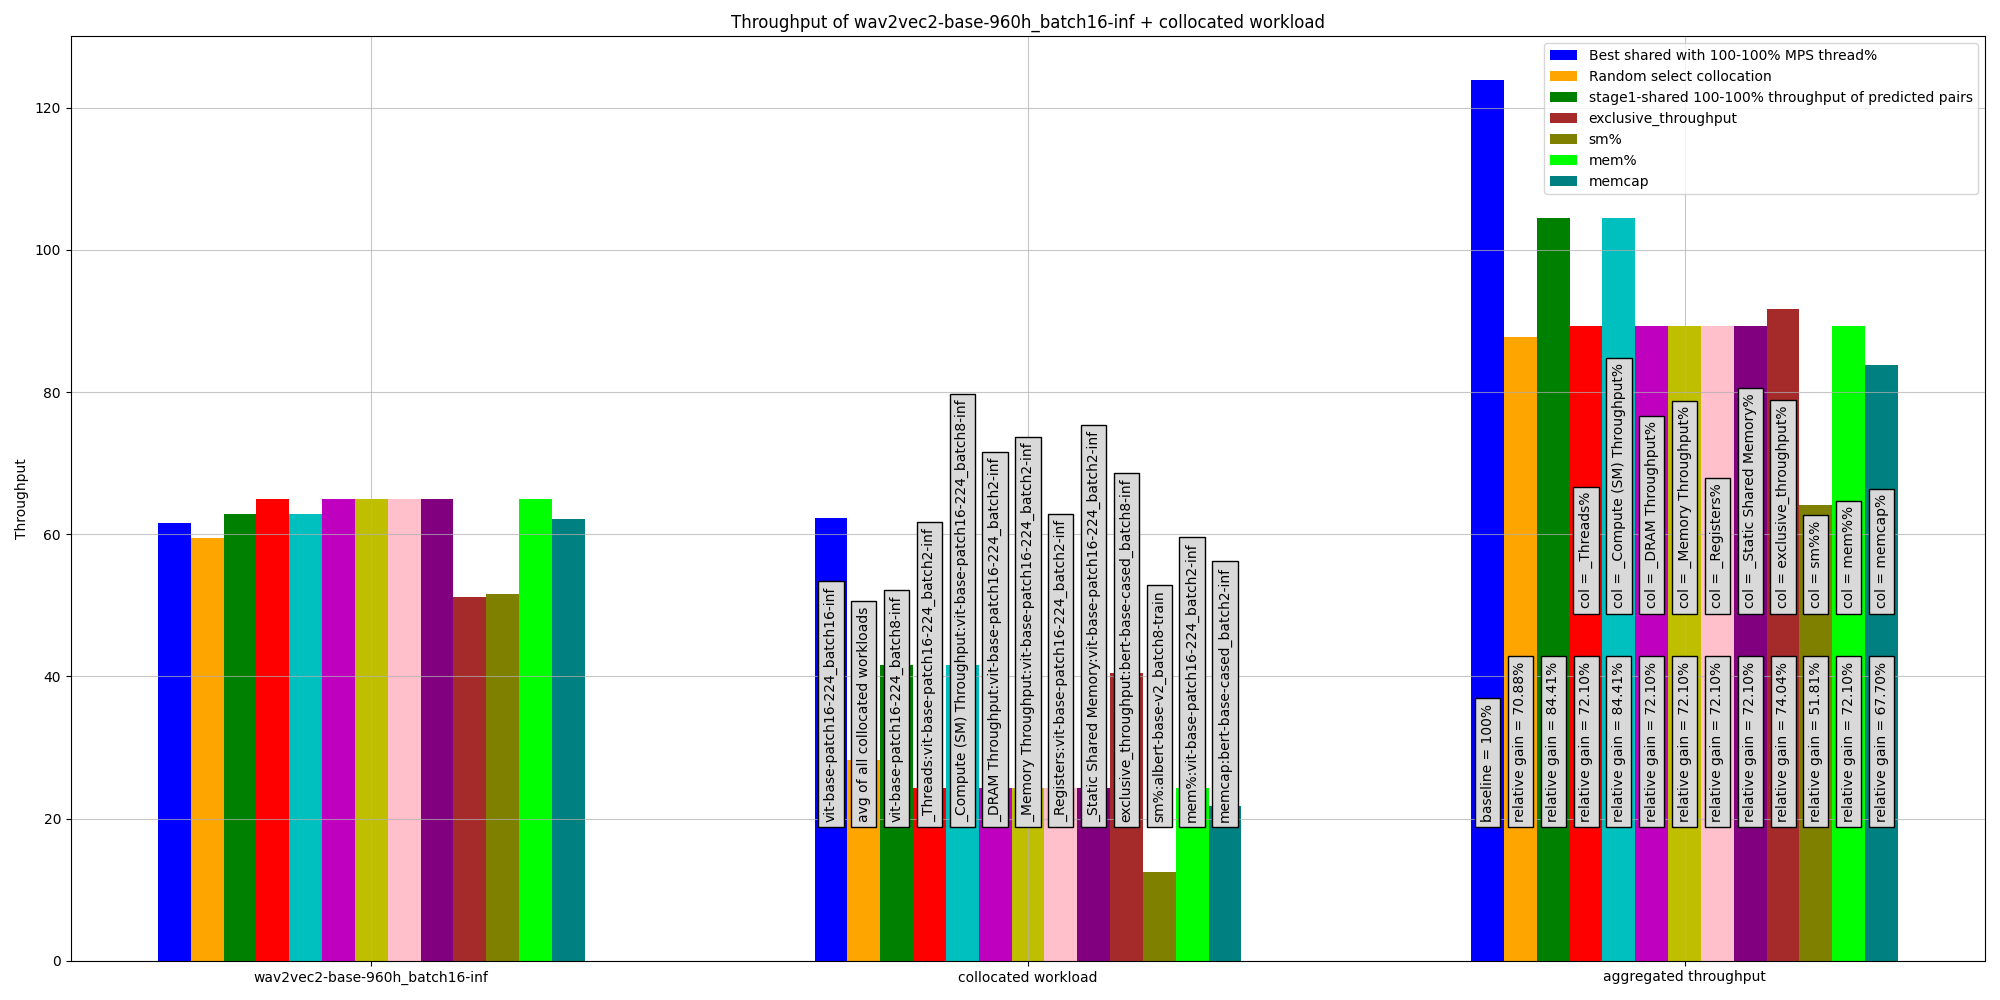 Throughput of wav2vec2-base-960h_batch16-inf + collocated workload
Best shared with 100-100% MPS thread%
Random select collocation
stage1-shared 100-100% throughput of predicted pairs
exclusive_throughput
sm%
mem%
memcap
Throughput
120
100
80
60
40
20
0
vit-base-patch16-224_batch16-inf
avg of all collocated workloads
vit-base-patch16-224_batch8-inf
_Threads:vit-base-patch16-224_batch2-inf
_Compute (SM) Throughput:vit-base-patch16-224_batch8-inf
_DRAM Throughput:vit-base-patch16-224_batch2-inf
_Memory Throughput:vit-base-patch16-224_batch2-inf
_Registers:vit-base-patch16-224_batch2-inf
_Static Shared Memory:vit-base-patch16-224_batch2-inf
exclusive_throughput:bert-base-cased_batch8-inf
sm%:albert-base-v2_batch8-train
mem%:vit-base-patch16-224_batch2-inf
memcap:bert-base-cased_batch2-inf
col = _Threads%
col = _Compute (SM) Throughput%
col = _DRAM Throughput%
col = _Memory Throughput%
col = _Registers%
col = _Static Shared Memory%
col = exclusive_throughput%
col = sm%%
col = mem%%
col = memcap%
baseline = 100%
relative gain = 70.88%
relative gain = 84.41%
relative gain = 72.10%
relative gain = 84.41%
relative gain = 72.10%
relative gain = 72.10%
relative gain = 72.10%
relative gain = 72.10%
relative gain = 74.04%
relative gain = 51.81%
relative gain = 72.10%
relative gain = 67.70%
wav2vec2-base-960h_batch16-inf
collocated workload
aggregated throughput